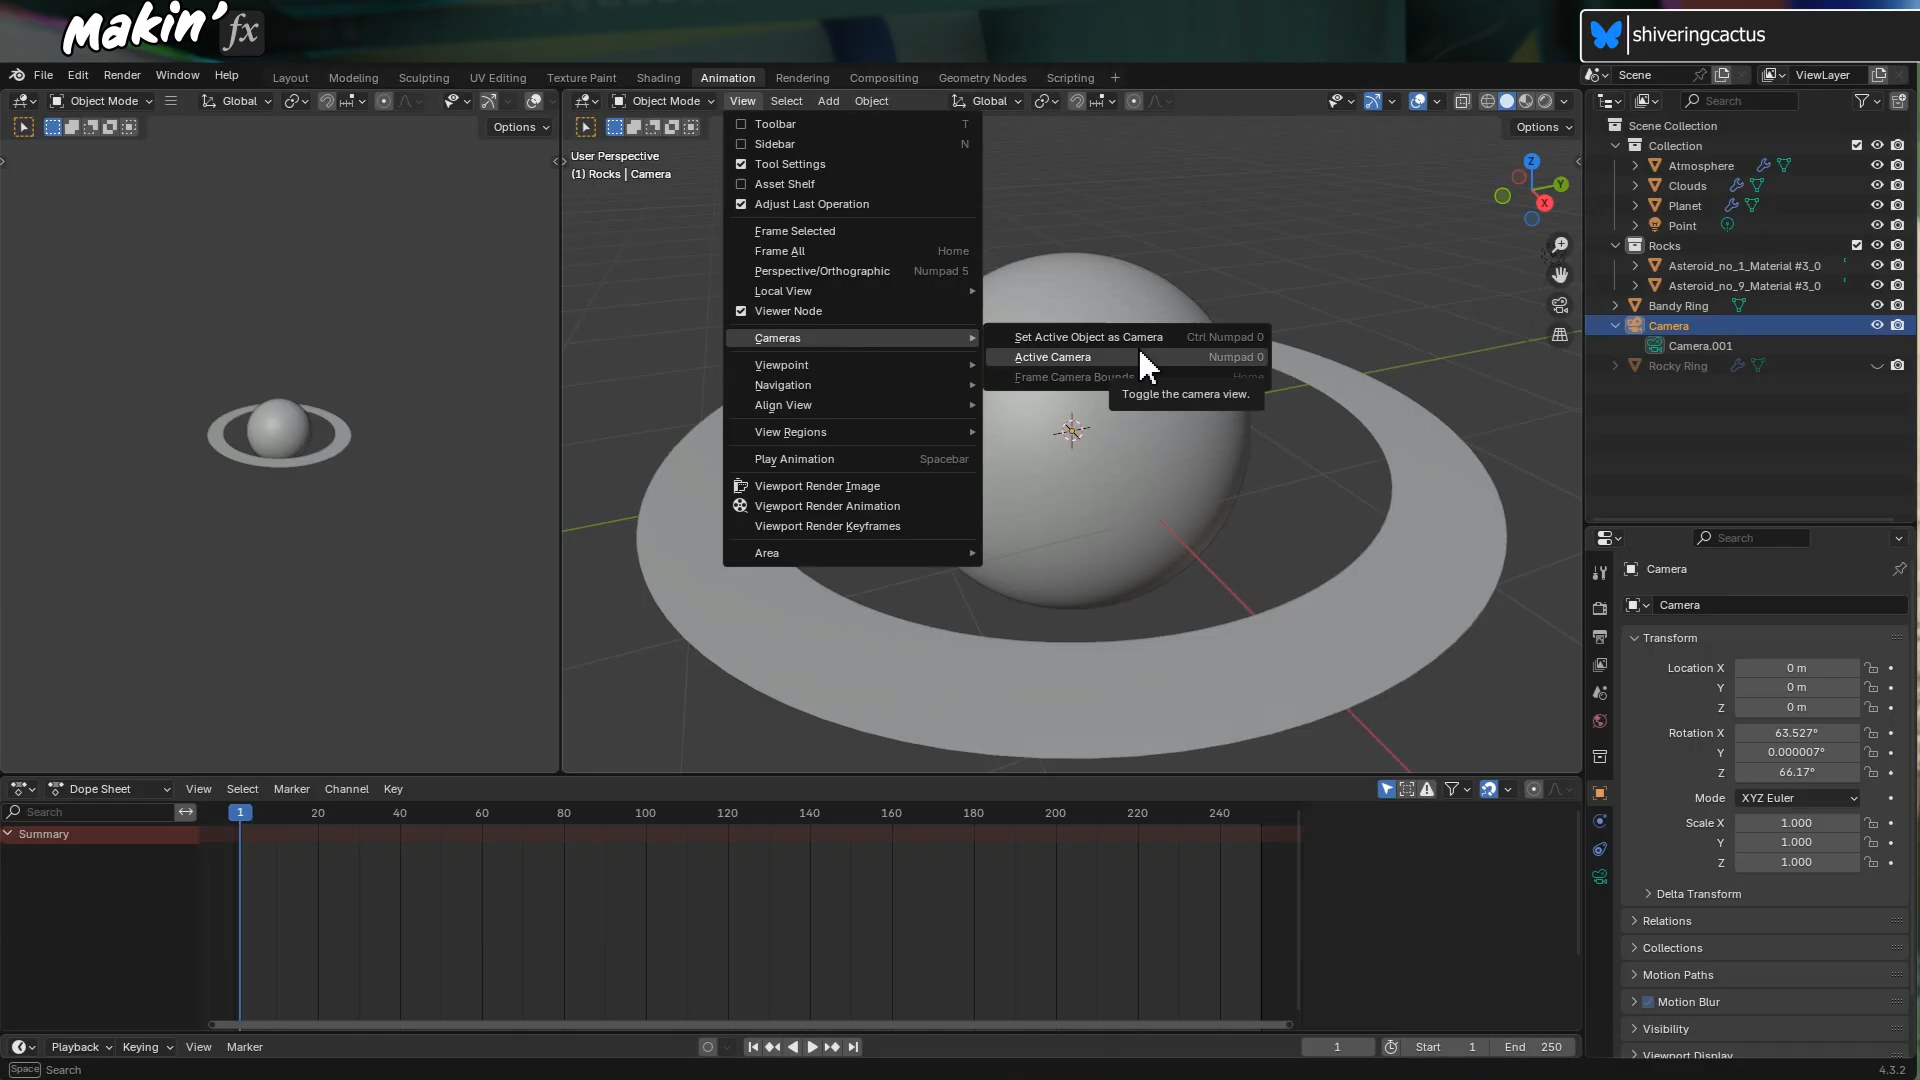 makin' fx
shiveringcactus
File Edit Render Window Help
Layout Modeling Sculpting UV Editing Texture Paint Shading Animation Rendering Compositing Geometry Nodes Scripting +
Scene
ViewLayer
Object Mode
Global
Object Mode
View Select Add Object
Global
Search
Options
Options
User Perspective
(1) Rocks | Camera
Toolbar T
Sidebar N
Tool Settings
Asset Shelf
Adjust Last Operation
Frame Selected
Frame All Home
Perspective/Orthographic Numpad 5
Local View
Viewer Node
Cameras
Viewpoint
Navigation
Align View
View Regions
Play Animation Spacebar
Viewport Render Image
Viewport Render Animation
Viewport Render Keyframes
Area
Set Active Object as Camera Ctrl Numpad 0
Active Camera Numpad 0
Frame Camera Bounds Home
Toggle the camera view.
Z
Y
X
Scene Collection
Collection
Atmosphere
Clouds
Planet
Point
Rocks
Asteroid_no_1_Material #3_0
Asteroid_no_9_Material #3_0
Bandy Ring
Camera
Camera.001
Rocky Ring
Search
Camera
Camera
Transform
Location X 0 m
Y 0 m
Z 0 m
Rotation X 63.527°
Y 0.000007°
Z 66.17°
Mode XYZ Euler
Scale X 1.000
Y 1.000
Z 1.000
Delta Transform
Relations
Collections
Motion Paths
Motion Blur
Visibility
Viewport Display
Dope Sheet View Select Marker Channel Key
Search
1 20 40 60 80 100 120 140 160 180 200 220 240
Summary
Playback Keying View Marker
1 Start 1 End 250
Space Search
4.3.2